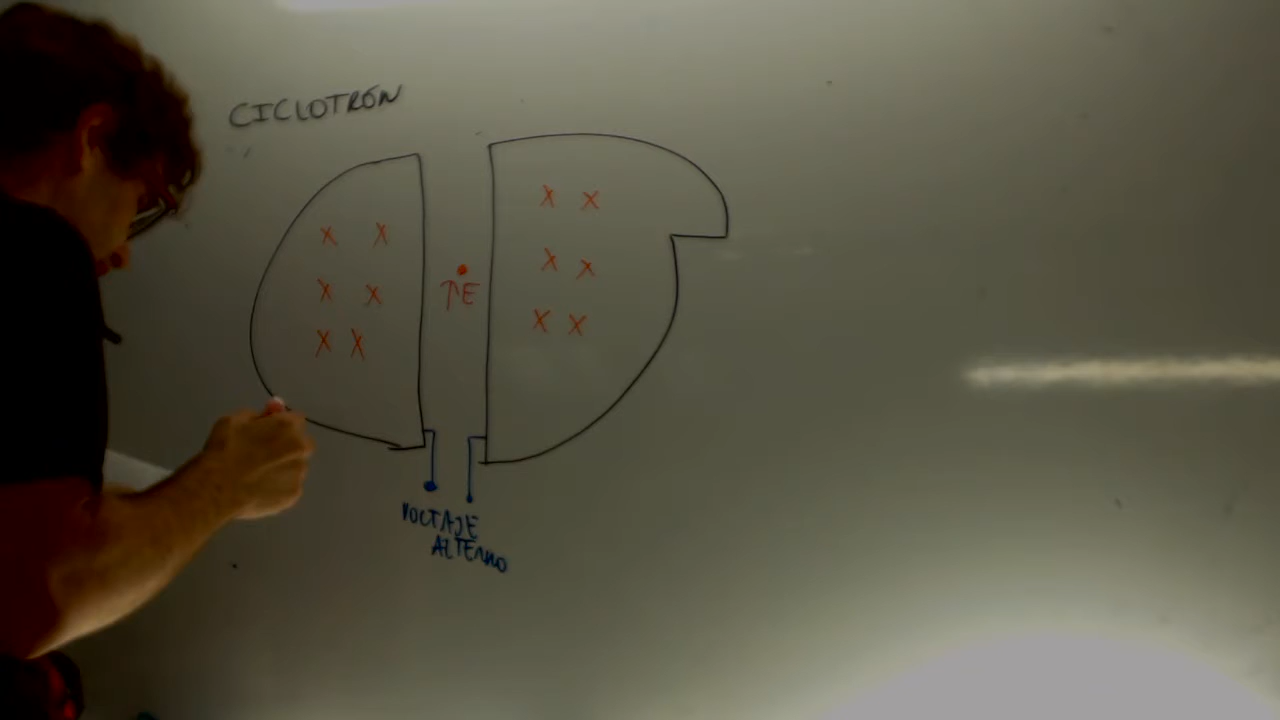 CICLOTRÓN
X X
X X
X X
X X
X X
X X
↑E
VOLTAJE
ALTERNO